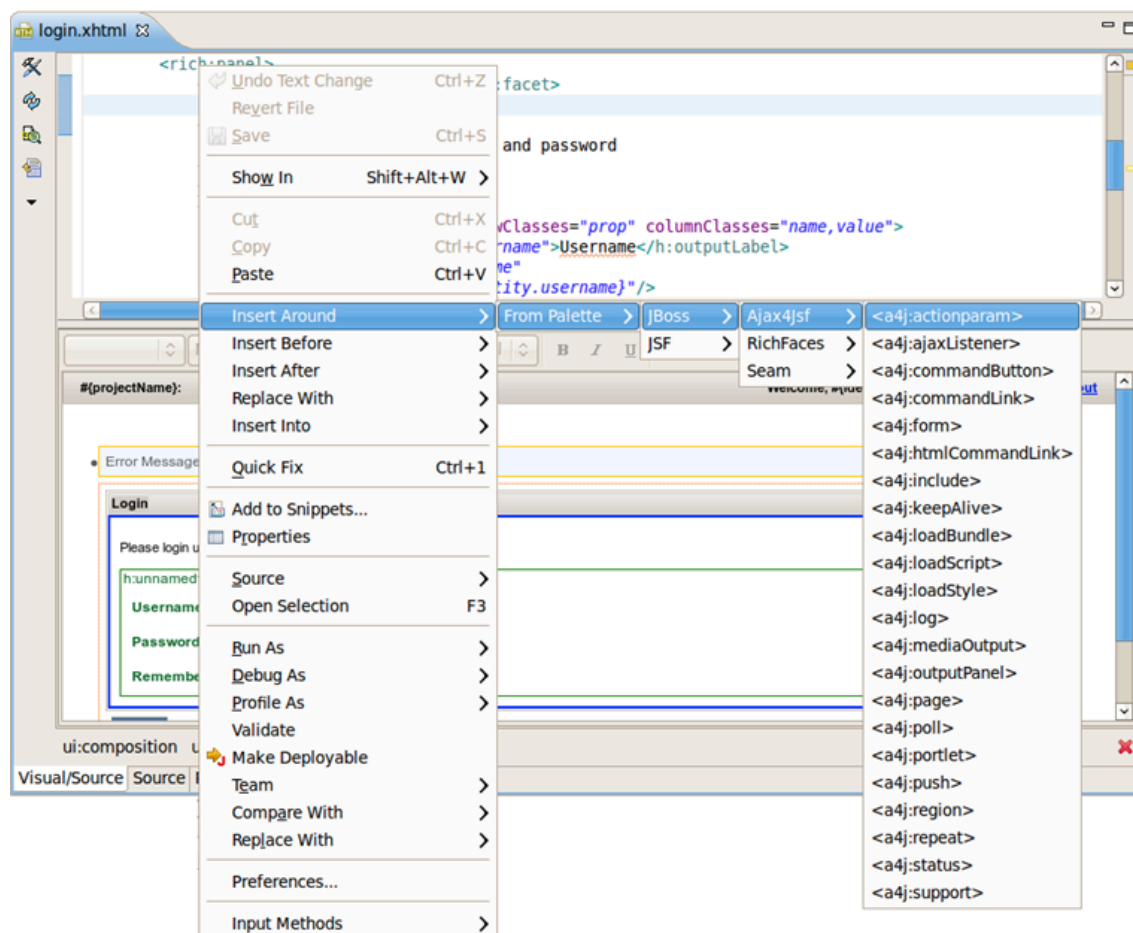 login.xhtml
<rich:panel>
Undo Text Change Ctrl+Z
:facet>
Revert File
Save Ctrl+S
and password
Show In Shift+Alt+W
Cut Ctrl+X
Classes="prop" columnClasses="name,value">
Copy Ctrl+C
rname">Username</h:outputLabel>
Paste Ctrl+V
me"
tity.username}"/>
Insert Around
From Palette
JBoss
Ajax4Jsf
<a4j:actionparam>
Insert Before
JSF
RichFaces
<a4j:ajaxListener>
B I U
Insert After
Seam
<a4j:commandButton>
#{projectName}:
Welcome, #{ide
out
Replace With
<a4j:commandLink>
Insert Into
<a4j:form>
Error Message
<a4j:htmlCommandLink>
Quick Fix Ctrl+1
<a4j:include>
Login
Add to Snippets...
<a4j:keepAlive>
Properties
<a4j:loadBundle>
Please login u
<a4j:loadScript>
h:unnamed
Source
<a4j:loadStyle>
Username
Open Selection F3
<a4j:log>
Password
Run As
<a4j:mediaOutput>
Remembe
Debug As
<a4j:outputPanel>
Profile As
<a4j:page>
Validate
<a4j:poll>
ui:composition u
Make Deployable
<a4j:portlet>
Visual/Source Source
Team
<a4j:push>
Compare With
<a4j:region>
Replace With
<a4j:repeat>
<a4j:status>
Preferences...
<a4j:support>
Input Methods